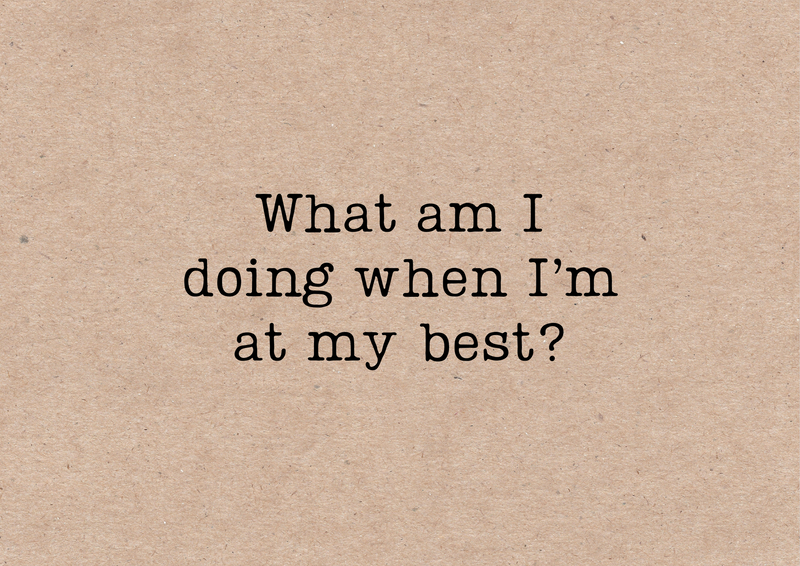 What am I
doing when I’m
at my best?